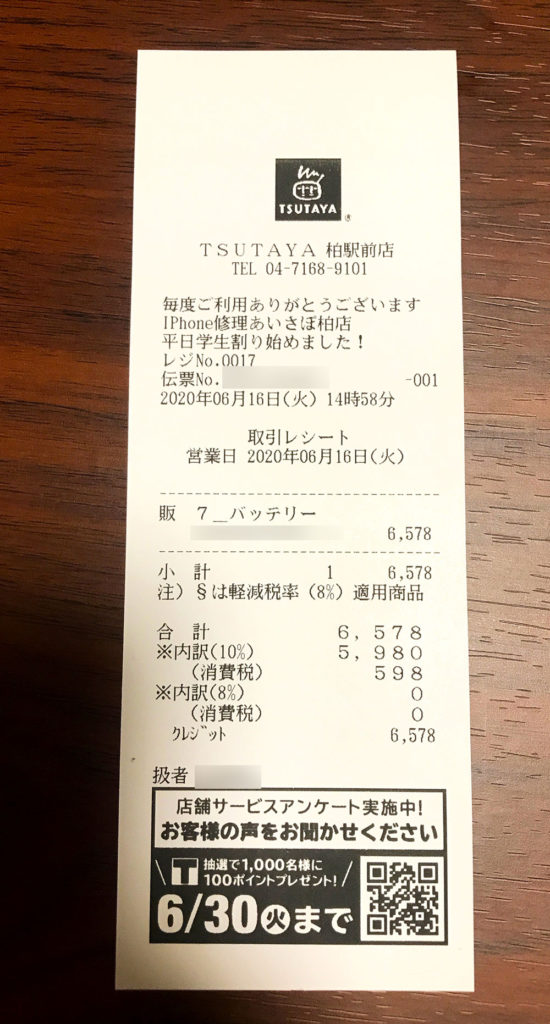 TSUTAYA
TSUTAYA 柏駅前店
TEL 04-7168-9101
毎度ご利用ありがとうございます
IPhone修理あいさぽ柏店
平日学生割り始めました！
レジNo.0017
伝票No. -001
2020年06月16日(火) 14時58分
取引レシート
営業日 2020年06月16日(火)
販 7＿バッテリー
6,578
小 計 1 6,578
注）§は軽減税率（8%）適用商品
合 計 6,578
※内訳(10%) 5,980
(消費税) 598
※内訳(8%) 0
(消費税) 0
ｸﾚｼﾞｯﾄ 6,578
扱者
店舗サービスアンケート実施中!
お客様の声をお聞かせください
T 抽選で1,000名様に
100ポイントプレゼント!
6/30火まで